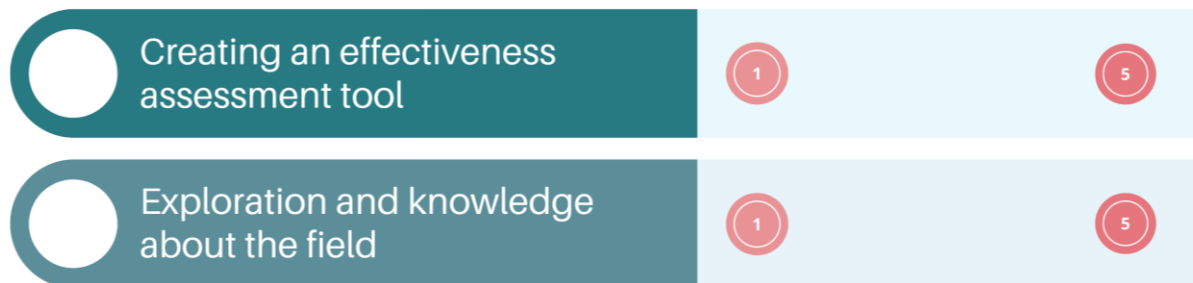 Creating an effectiveness
assessment tool
1
5
Exploration and knowledge
about the field
1
5